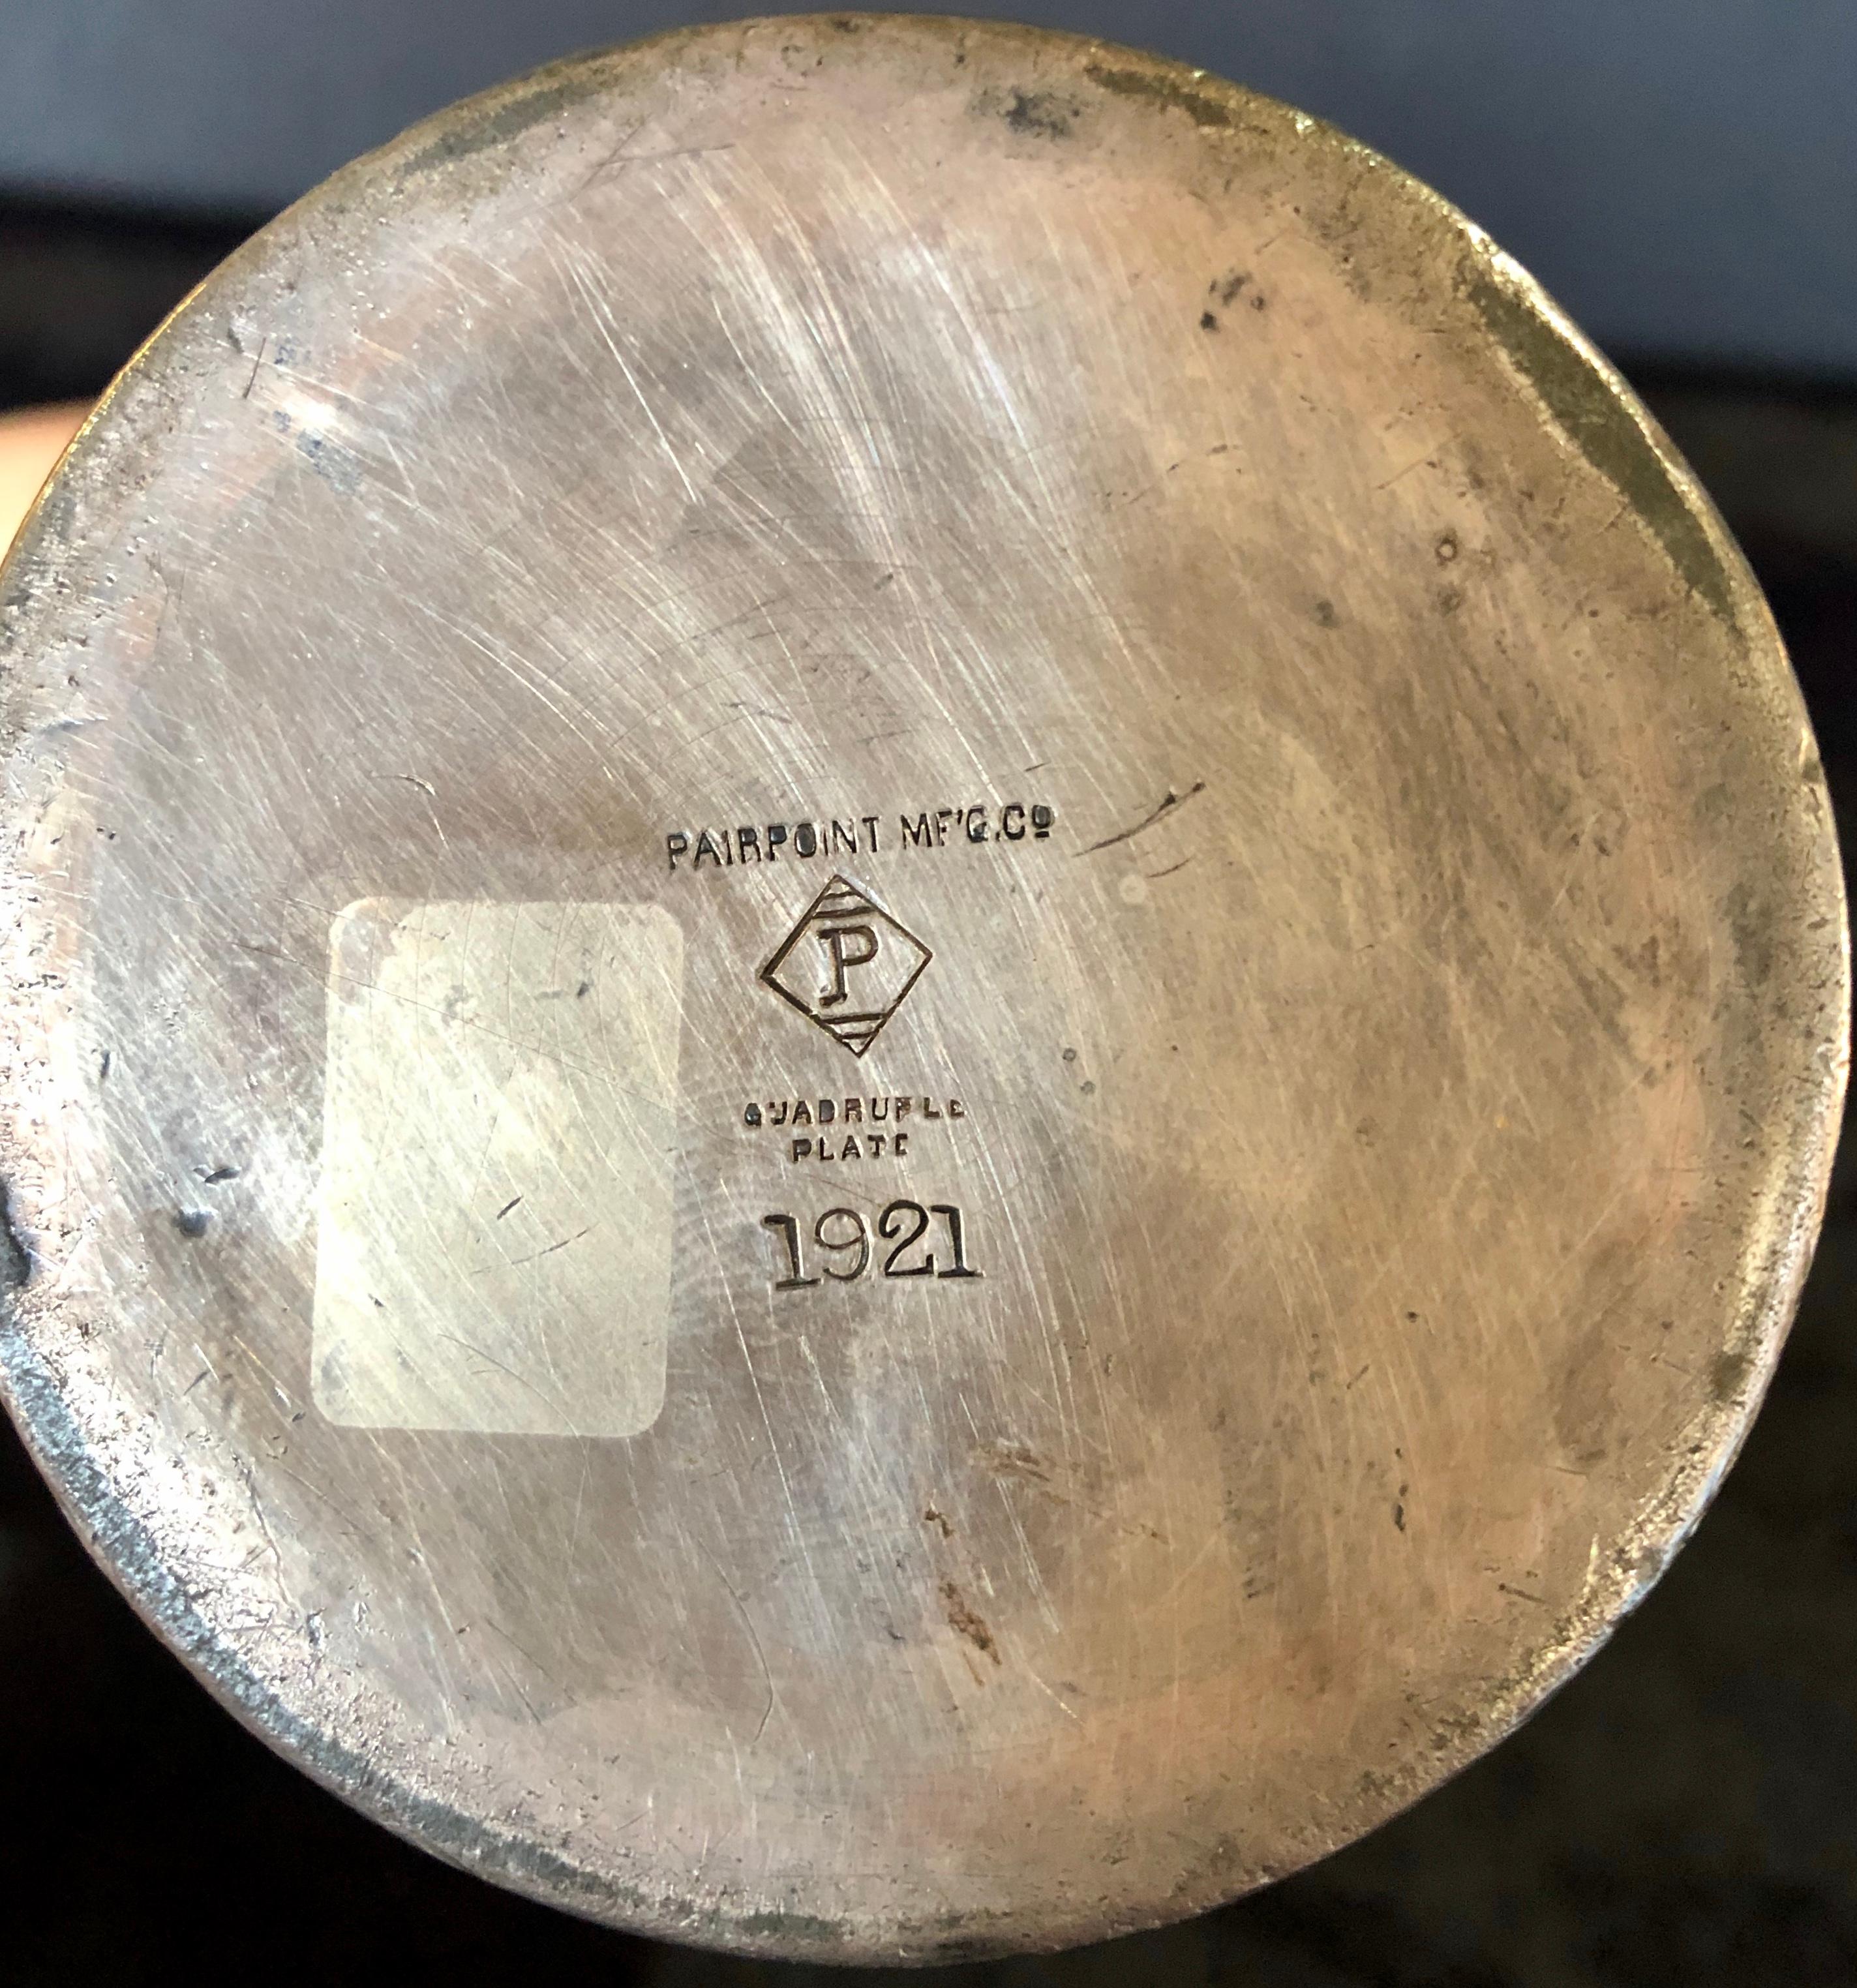 PAIRPOINT MF'G.Cº
P
QUADRUPLE
PLATE
1921